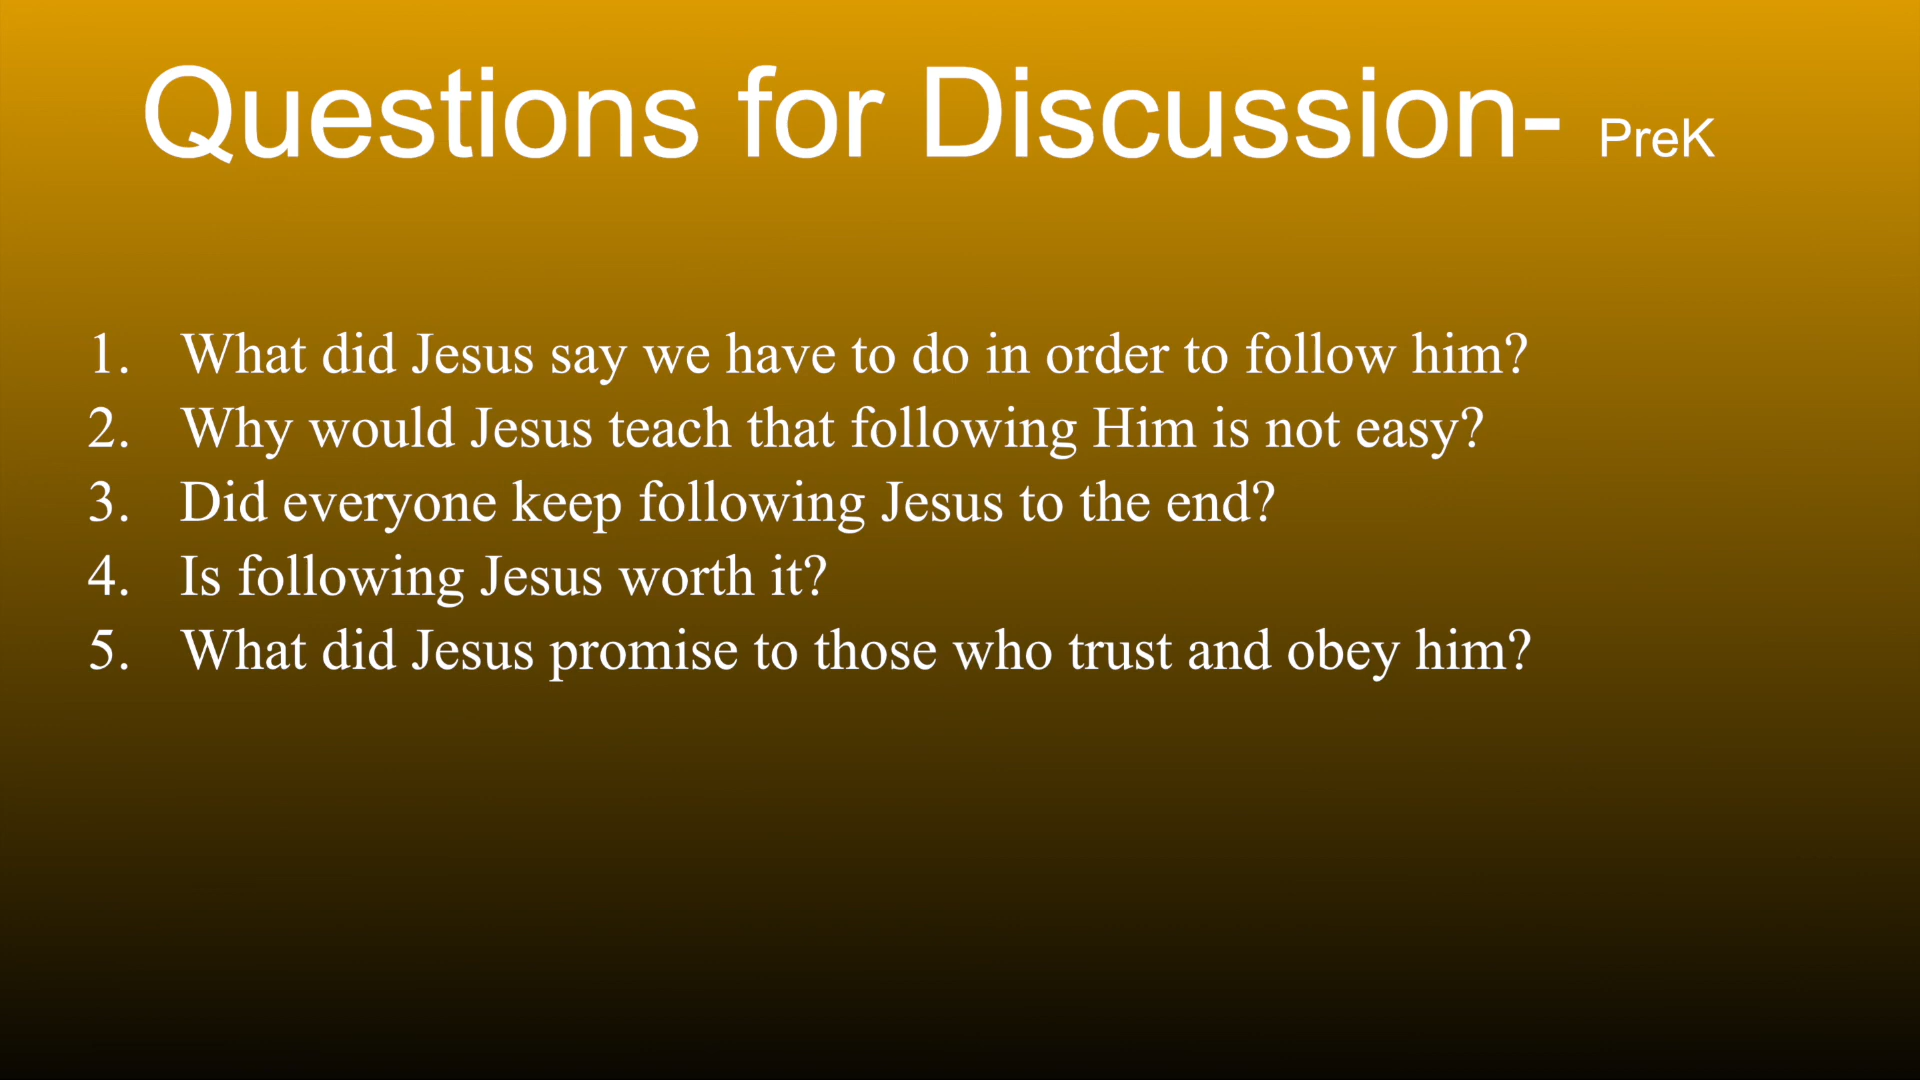 Questions for Discussion- PreK
1. What did Jesus say we have to do in order to follow him?
2. Why would Jesus teach that following Him is not easy?
3. Did everyone keep following Jesus to the end?
4. Is following Jesus worth it?
5. What did Jesus promise to those who trust and obey him?